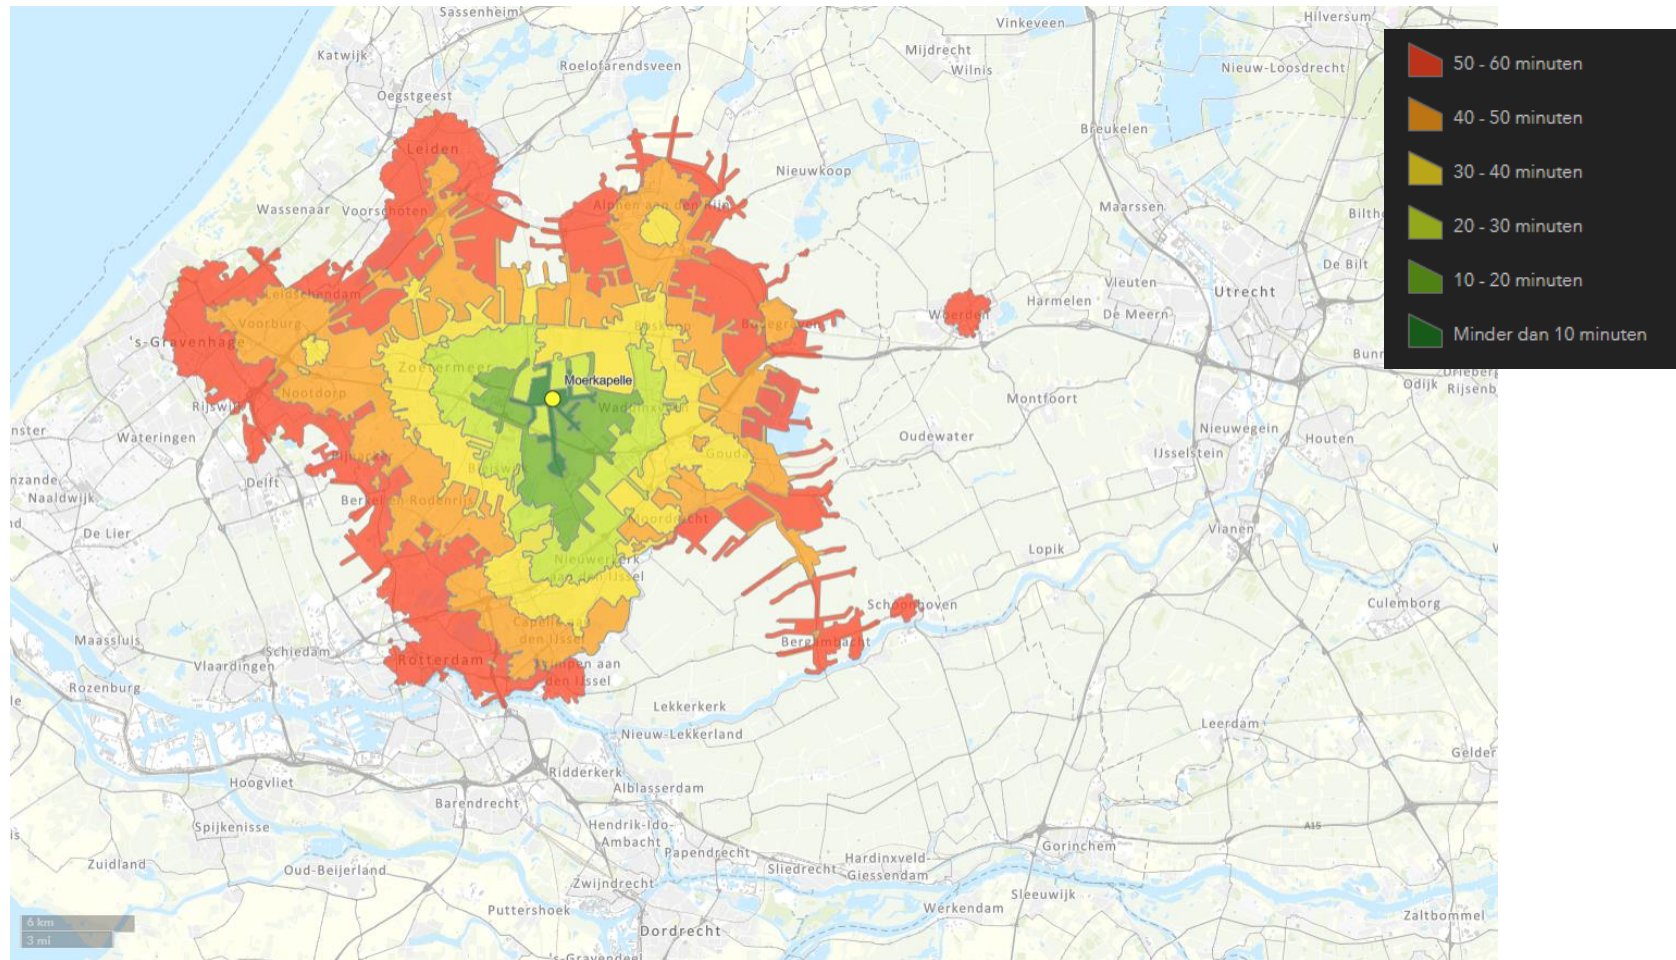 Sassenheim
Hilversum
Vinkeveen
Katwijk
Mijdrecht
Roelofarendsveen
Wilnis
Nieuw-Loosdrecht
Oegstgeest
Breukelen
Leiden
Nieuwkoop
Wassenaar
Voorschoten
Alphen aan den Rijn
Maarssen
De Bilt
Vleuten
Leidschendam
Utrecht
Harmelen
Woerden
De Meern
Voorburg
Boskoop
Bodegraven
's-Gravenhage
Zoetermeer
Moerkapelle
Odijk
Rijswijk
Nootdorp
Montfoort
Waddinxveen
Nieuwegein
Wateringen
Oudewater
Houten
Pijnacker
Gouda
IJsselstein
Bleiswijk
Delft
Naaldwijk
Berkel en Rodenrijs
Moordrecht
De Lier
Vianen
Lopik
Nieuwerkerk
aan den IJssel
Schoonhoven
Culemborg
Capelle aan
den IJssel
Maassluis
Bergambacht
Schiedam
Vlaardingen
Rotterdam
Krimpen aan
den IJssel
Rozenburg
Lekkerkerk
Leerdam
Nieuw-Lekkerland
Ridderkerk
Hoogvliet
Alblasserdam
Barendrecht
Spijkenisse
Hendrik-Ido-
Ambacht
A15
Papendrecht
Gorinchem
Zuidland
Oud-Beijerland
Sliedrecht
Hardinxveld-
Giessendam
Zwijndrecht
Sleeuwijk
Puttershoek
Werkendam
Zaltbommel
Dordrecht
's-Gravendeel
6 km
3 mi
50 - 60 minuten
40 - 50 minuten
30 - 40 minuten
20 - 30 minuten
10 - 20 minuten
Minder dan 10 minuten